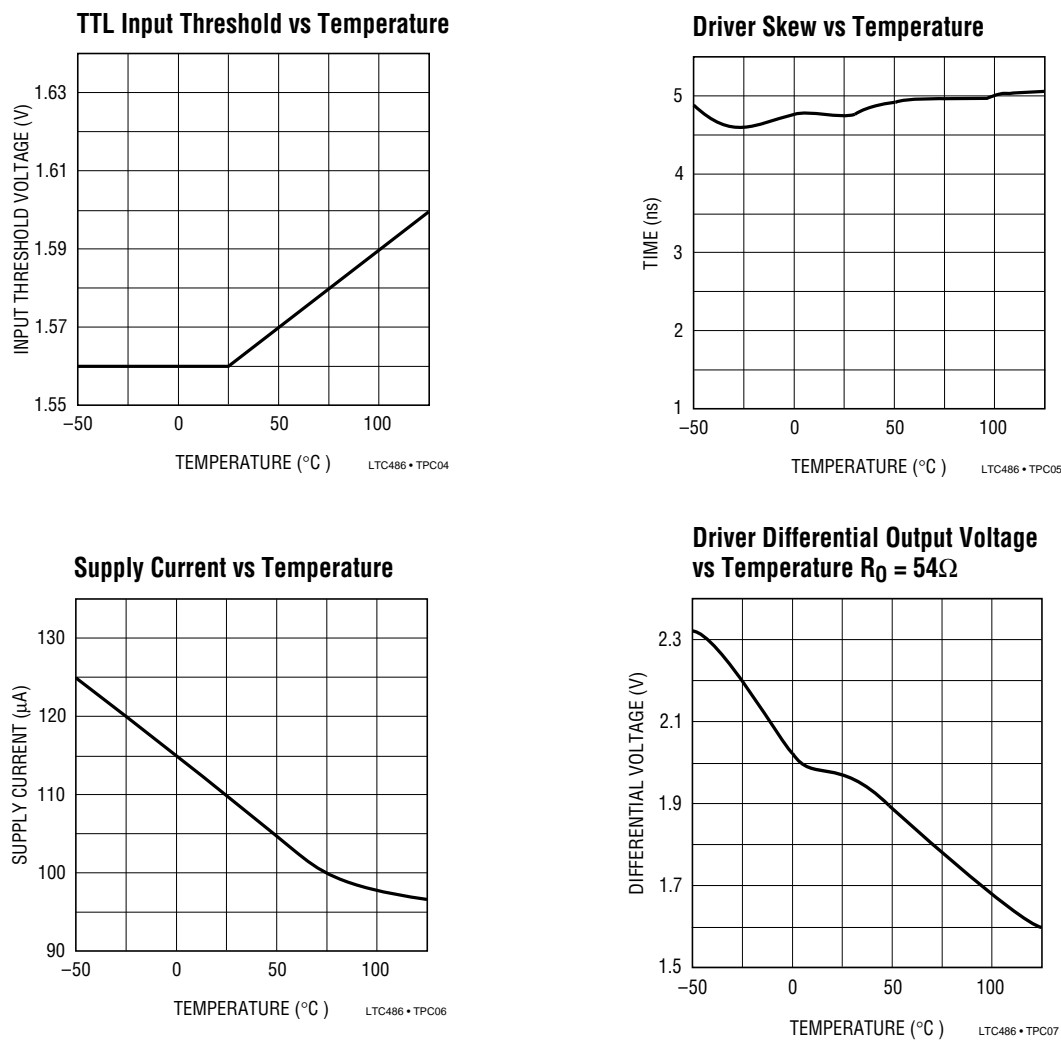 TTL Input Threshold vs Temperature
INPUT THRESHOLD VOLTAGE (V)
1.63
1.61
1.59
1.57
1.55
–50
0
50
100
TEMPERATURE (°C )
LTC486 • TPC04
Driver Skew vs Temperature
TIME (ns)
5
4
3
2
1
–50
0
50
100
TEMPERATURE (°C )
LTC486 • TPC05
Supply Current vs Temperature
SUPPLY CURRENT (µA)
130
120
110
100
90
–50
0
50
100
TEMPERATURE (°C )
LTC486 • TPC06
Driver Differential Output Voltage
vs Temperature R0 = 54Ω
DIFFERENTIAL VOLTAGE (V)
2.3
2.1
1.9
1.7
1.5
–50
0
50
100
TEMPERATURE (°C )
LTC486 • TPC07